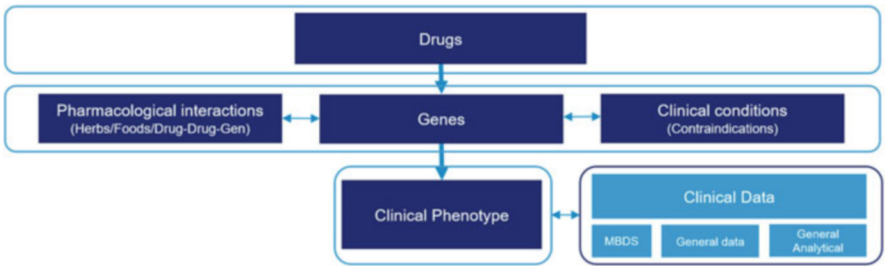 Drugs
Pharmacological interactions
(Herbs/Foods/Drug-Drug-Gen)
Genes
Clinical conditions
(Contraindications)
Clinical Phenotype
Clinical Data
MBDS
General data
General
Analytical